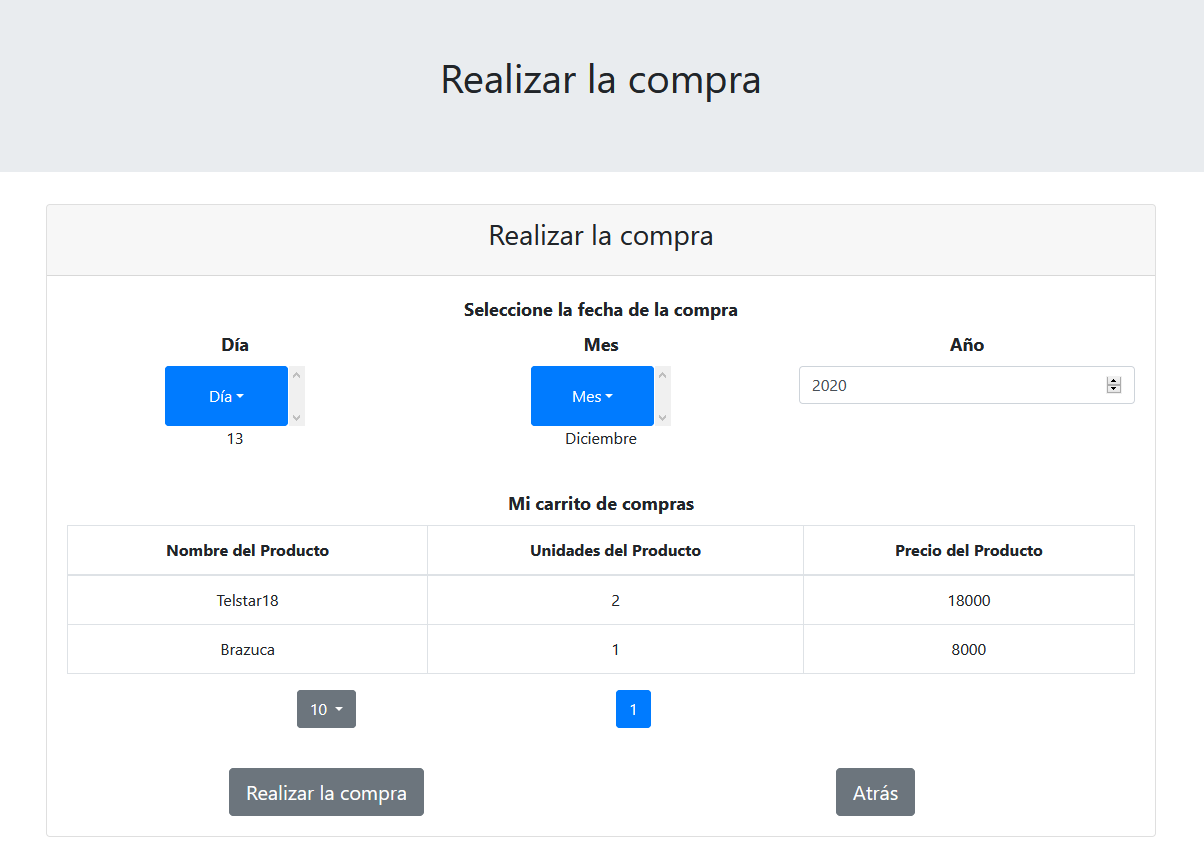 Realizar la compra
Realizar la compra
Seleccione la fecha de la compra
Día Mes Año
Día Mes 2020
13 Diciembre
Mi carrito de compras
Nombre del Producto Unidades del Producto Precio del Producto
Telstar18 2 18000
Brazuca 1 8000
10 1
Realizar la compra Atrás